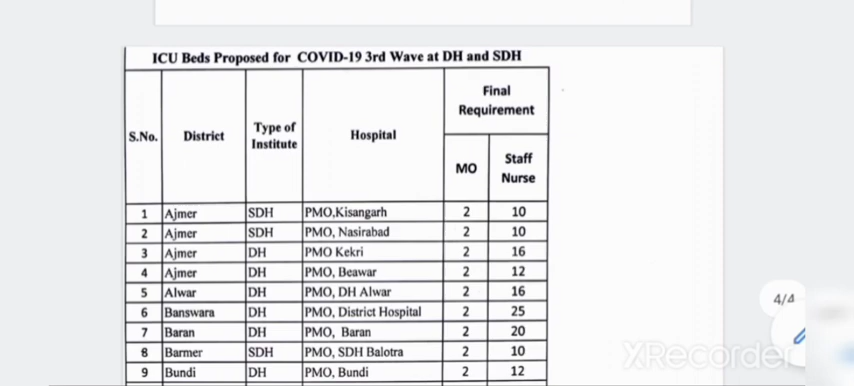 ICU Beds Proposed for COVID-19 3rd Wave at DH and SDH
S.No. District Type of Institute Hospital Final Requirement
MO Staff Nurse
1 Ajmer SDH PMO,Kisangarh 2 10
2 Ajmer SDH PMO, Nasirabad 2 10
3 Ajmer DH PMO Kekri 2 16
4 Ajmer DH PMO, Beawar 2 12
5 Alwar DH PMO, DH Alwar 2 16
6 Banswara DH PMO, District Hospital 2 25
7 Baran DH PMO, Baran 2 20
8 Barmer SDH PMO, SDH Balotra 2 10
9 Bundi DH PMO, Bundi 2 12
4/4
XRecorder